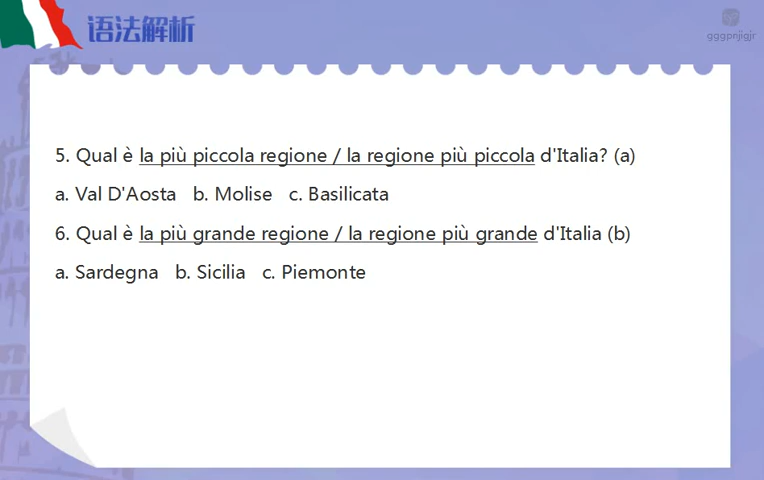 语法解析
gggpnjigjr
5. Qual è la più piccola regione / la regione più piccola d'Italia? (a)
a. Val D'Aosta b. Molise c. Basilicata
6. Qual è la più grande regione / la regione più grande d'Italia (b)
a. Sardegna b. Sicilia c. Piemonte